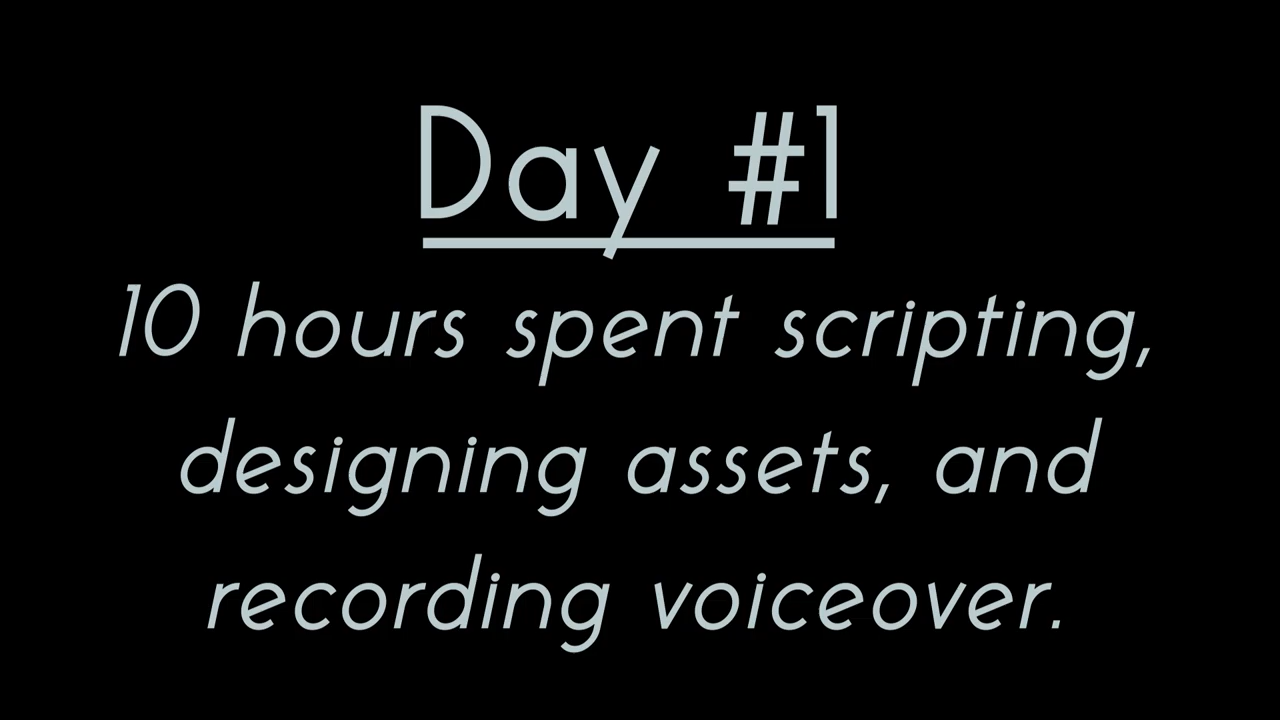 Day #1
10 hours spent scripting,
designing assets, and
recording voiceover.